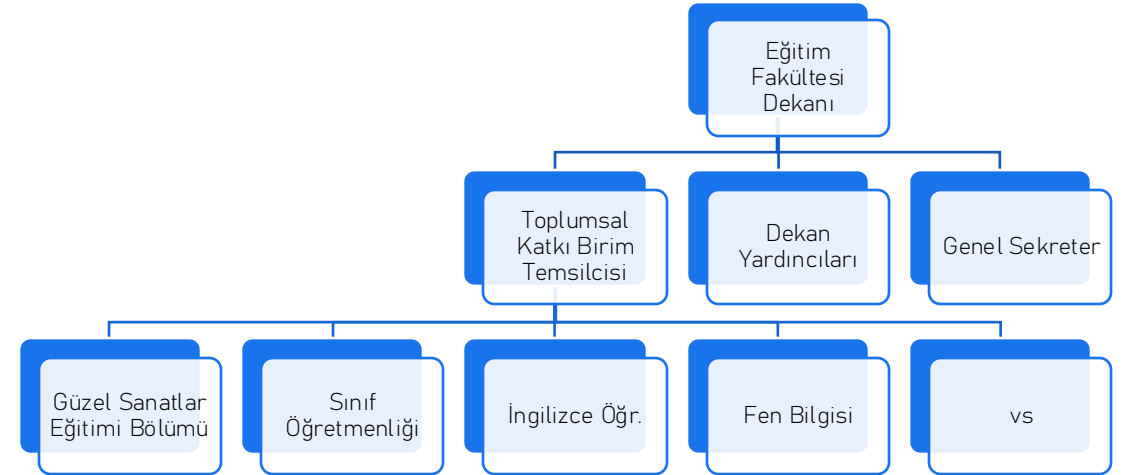 Eğitim
Fakültesi
Dekanı
Toplumsal
Katkı Birim
Temsilcisi
Dekan
Yardıncıları
Genel Sekreter
Güzel Sanatlar
Eğitimi Bölümü
Sınıf
Öğretmenliği
İngilizce Öğr.
Fen Bilgisi
vs